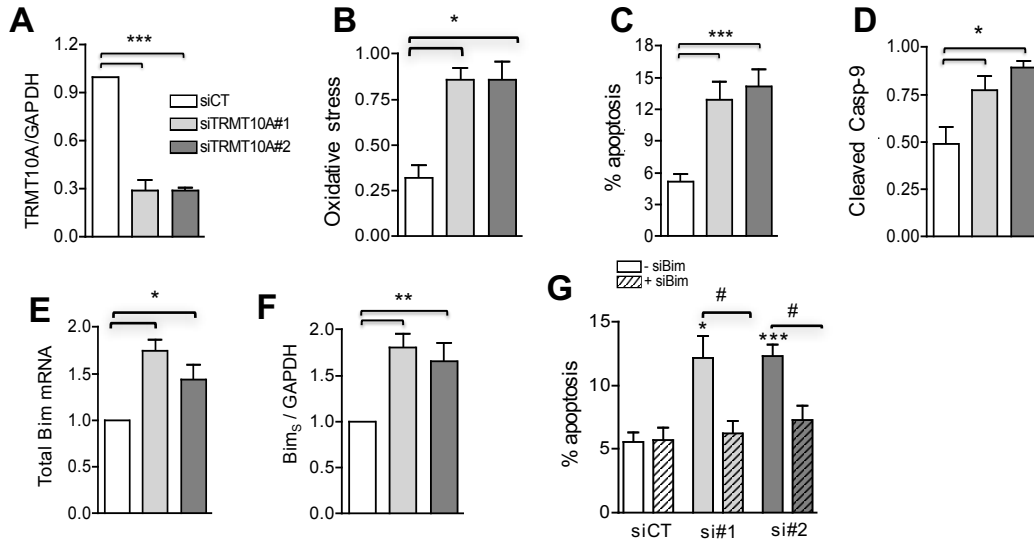 A
TRMT10A/GAPDH
1.2
0.9
0.6
0.3
0.0
***
siCT
siTRMT10A#1
siTRMT10A#2
B
Oxidative stress
1.00
0.75
0.50
0.25
0.00
*
C
% apoptosis
18
15
12
9
6
3
0
***
D
Cleaved Casp-9
1.00
0.75
0.50
0.25
0.00
*
E
Total Bim mRNA
2.0
1.5
1.0
0.5
0.0
*
F
BimS / GAPDH
2.0
1.5
1.0
0.5
0.0
**
- siBim
+ siBim
G
% apoptosis
15
10
5
0
*
#
***
#
siCT
si#1
si#2